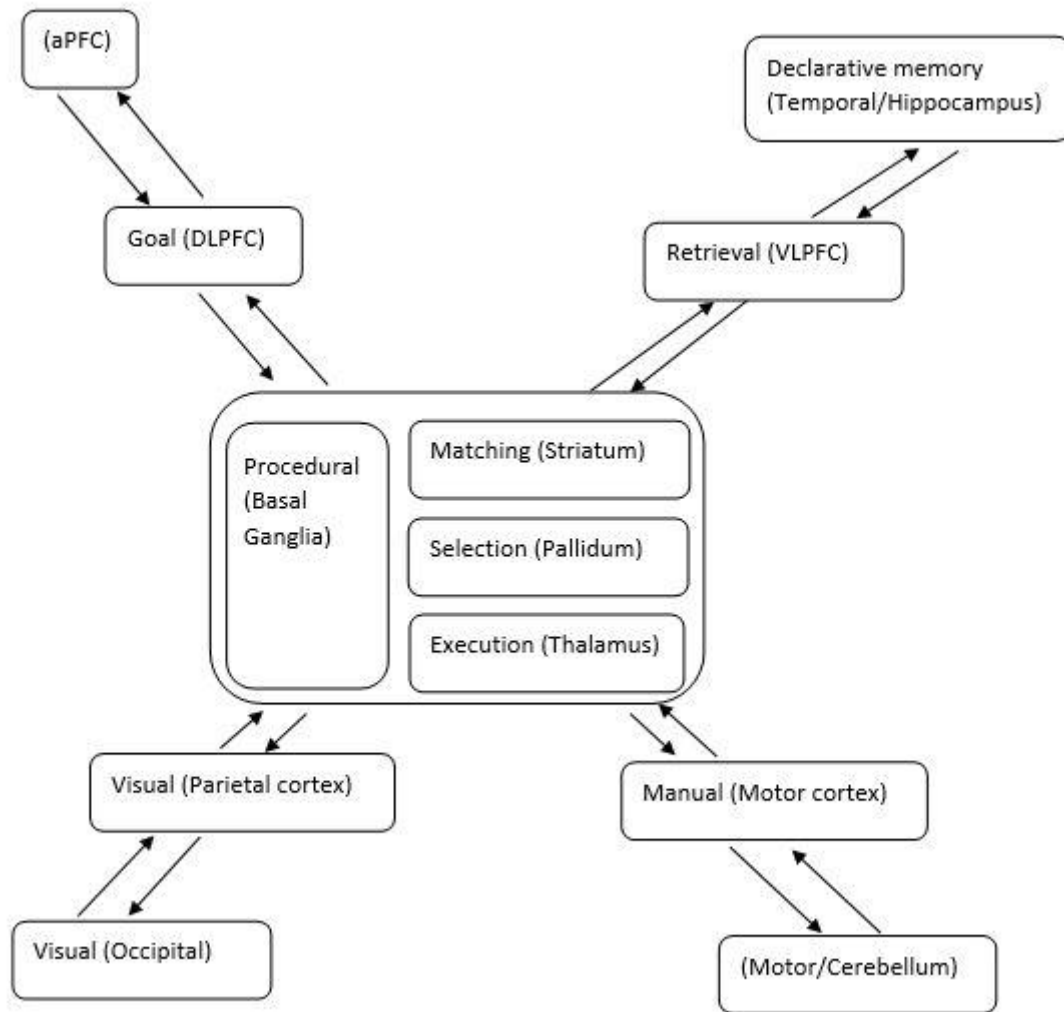 (aPFC)
Declarative memory
(Temporal/Hippocampus)
Goal (DLPFC)
Retrieval (VLPFC)
Procedural
(Basal
Ganglia)
Matching (Striatum)
Selection (Pallidum)
Execution (Thalamus)
Visual (Parietal cortex)
Manual (Motor cortex)
Visual (Occipital)
(Motor/Cerebellum)